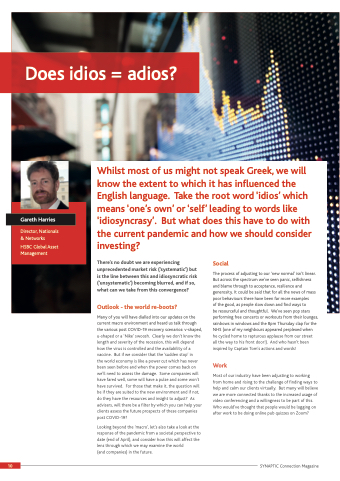 Does idios = adios?
Gareth Harries
Director, Nationals
& Networks
HSBC Global Asset
Management
Whilst most of us might not speak Greek, we will
know the extent to which it has influenced the
English language. Take the root word ‘idios’ which
means ‘one’s own’ or ‘self’ leading to words like
‘idiosyncrasy’. But what does this have to do with
the current pandemic and how we should consider
investing?
There’s no doubt we are experiencing
unprecedented market risk (‘systematic’) but
is the line between this and idiosyncratic risk
(‘unsystematic’) becoming blurred, and if so,
what can we take from this convergence?
Outlook - the world re-boots?
Many of you will have dialled into our updates on the
current macro environment and heard us talk through
the various post COVID-19 recovery scenarios: v-shaped,
u-shaped or a ‘Nike’ swoosh. Clearly we don’t know the
length and severity of the recession, this will depend
how the virus is controlled and the availability of a
vaccine. But if we consider that the ‘sudden stop’ in
the world economy is like a power cut which has never
been seen before and when the power comes back on
we’ll need to assess the damage. Some companies will
have fared well, some will have a pulse and some won’t
have survived. For those that make it, the question will
be if they are suited to the new environment and if not,
do they have the resources and insight to adjust? As
advisers, will there be a filter by which you can help your
clients assess the future prospects of these companies
post COVID-19?
Looking beyond the ‘macro’, let’s also take a look at the
response of the pandemic from a societal perspective to
date (end of April), and consider how this will affect the
lens through which we may examine the world
(and companies) in the future.
Social
The process of adjusting to our ‘new normal’ isn’t linear.
But across the spectrum we’ve seen panic, selfishness
and blame through to acceptance, resilience and
generosity. It could be said that for all the news of mass
poor behaviours there have been far more examples
of the good, as people slow down and find ways to
be resourceful and thoughtful. We’ve seen pop stars
performing free concerts or workouts from their lounges,
rainbows in windows and the 8pm Thursday clap for the
NHS (one of my neighbours appeared perplexed when
he arrived home to rapturous applause from our street
all the way to his front door!). And who hasn’t been
inspired by Captain Tom’s actions and words!
Work
Most of our industry have been adjusting to working
from home and rising to the challenge of finding ways to
help and calm our clients virtually. But many will believe
we are more connected thanks to the increased usage of
video conferencing and a willingness to be part of this.
Who would’ve thought that people would be logging on
after work to be doing online pub quizzes on Zoom?
10
SYNAPTIC Connection Magazine